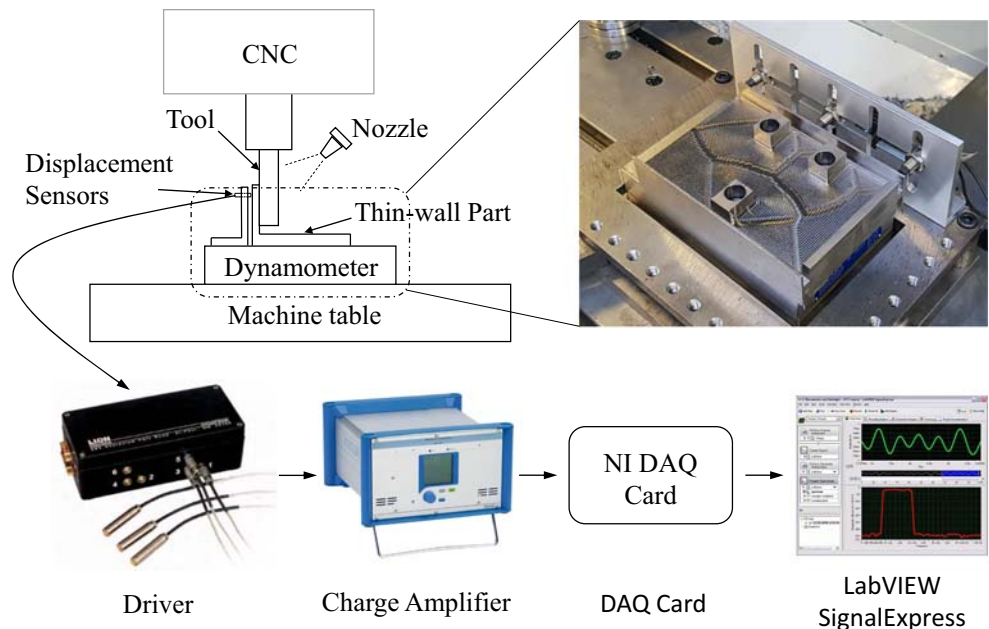 CNC
Tool
Nozzle
Displacement
Sensors
Thin-wall Part
Dynamometer
Machine table
LION
NI DAQ
Card
Driver
Charge Amplifier
DAQ Card
LabVIEW
SignalExpress